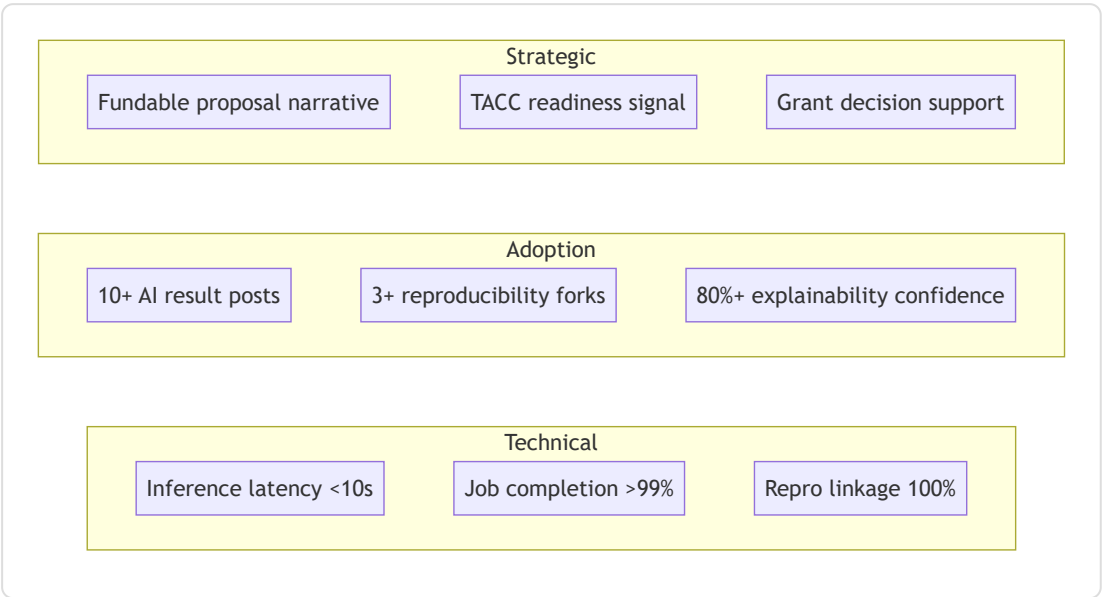 Strategic
Fundable proposal narrative
TACC readiness signal
Grant decision support
Adoption
10+ AI result posts
3+ reproducibility forks
80%+ explainability confidence
Technical
Inference latency <10s
Job completion >99%
Repro linkage 100%